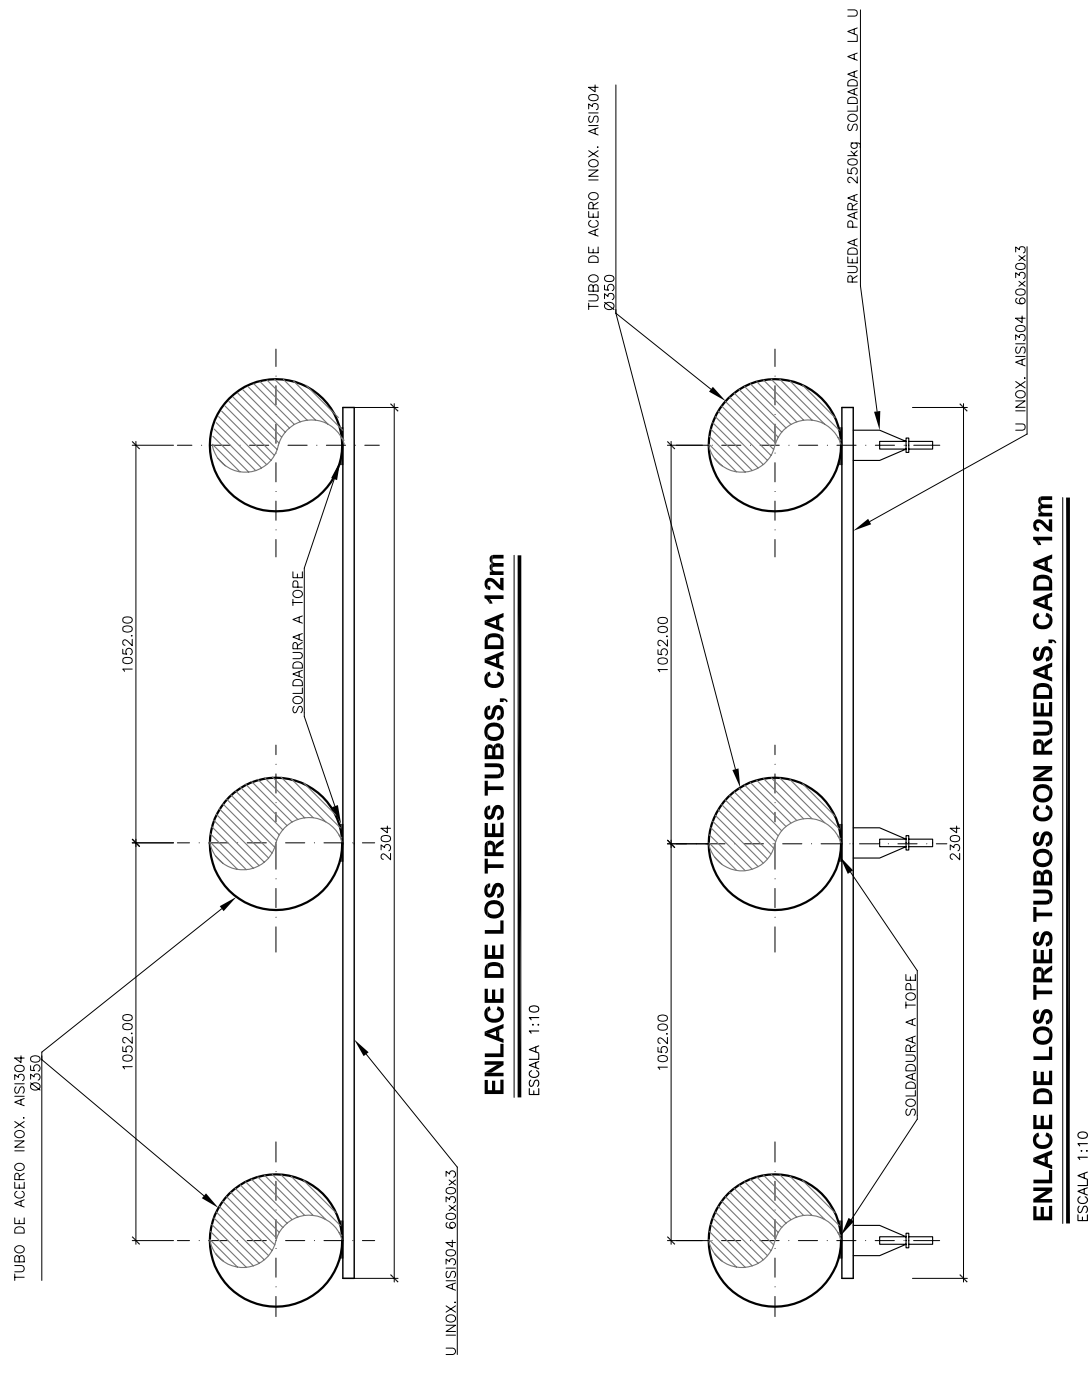 TUBO DE ACERO INOX. AISI304
Ø350
1052.00
1052.00
SOLDADURA A TOPE
2304
U INOX. AISI304 60x30x3
ENLACE DE LOS TRES TUBOS, CADA 12m
ESCALA 1:10
TUBO DE ACERO INOX. AISI304
Ø350
1052.00
1052.00
RUEDA PARA 250kg SOLDADA A LA U
SOLDADURA A TOPE
2304
U INOX. AISI304 60x30x3
ENLACE DE LOS TRES TUBOS CON RUEDAS, CADA 12m
ESCALA 1:10